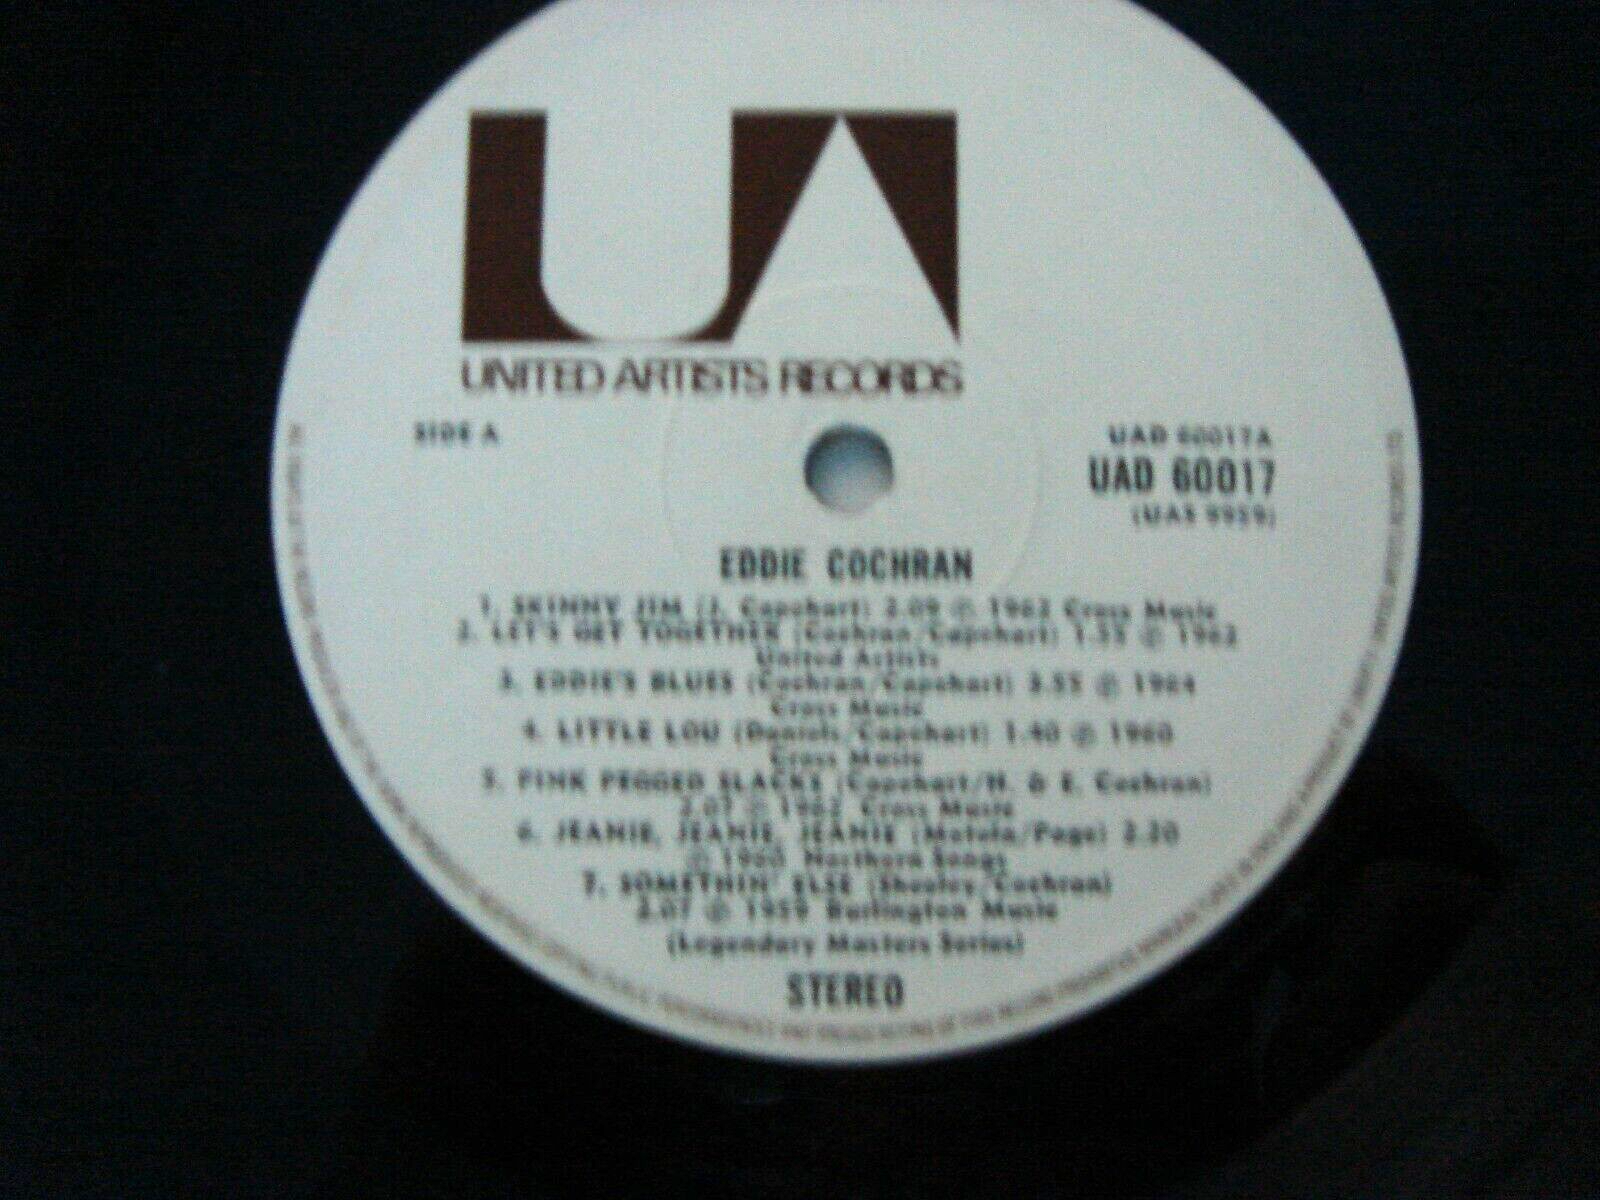 UNITED ARTISTS RECORDS
SIDE A
UAD 60017A
UAD 60017
(UAS 9959)
EDDIE COCHRAN
1. SKINNY JIM (J. Capehart) 2.09 ℗ 1962 Cross Music
2. LET'S GET TOGETHER (Cochran/Capehart) 1.55 ℗ 1962
United Artists
3. EDDIE'S BLUES (Cochran/Capehart) 3.55 ℗ 1964
Cross Music
4. LITTLE LOU (Daniels/Capehart) 1.40 ℗ 1960
Cross Music
5. PINK PEGGED SLACKS (Capehart/H. & E. Cochran)
2.07 ℗ 1962 Cross Music
6. JEANIE, JEANIE, JEANIE (Motola/Page) 2.20
℗ 1960 Northern Songs
7. SOMETHIN' ELSE (Sheeley/Cochran)
2.07 ℗ 1959 Burlington Music
(Legendary Masters Series)
STEREO